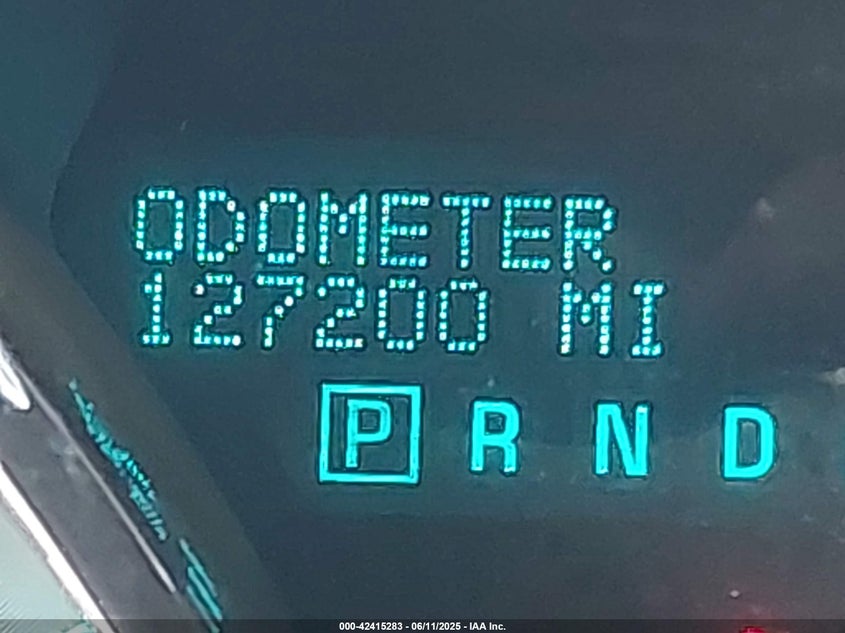 ODOMETER
127200 MI
P R N D
000-42415283 - 06/11/2025 - IAA Inc.